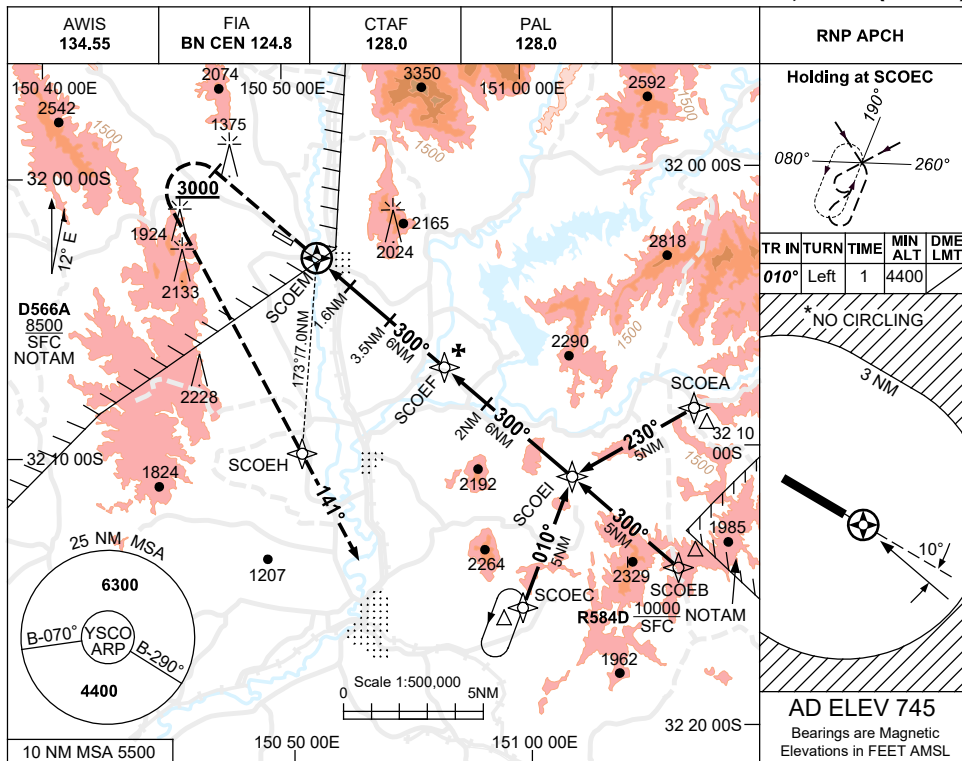 AWIS
134.55
FIA
BN CEN 124.8
CTAF
128.0
PAL
128.0
RNP APCH
150 40 00E
2542
1500
2074
150 50 00E
1375
3350
1500
151 00 00E
2592
1500
32 00 00S
32 00 00S
3000
1924
2133
12° E
D566A
8500
SFC
NOTAM
2165
2024
2818
SCOEM
1.6NM
300°
3.5NM
6NM
173°/7.0NM
SCOEF
2290
1500
SCOEA
2228
2NM
300°
6NM
230°
5NM
32 10
00S
1500
32 10 00S
SCOEH
1824
141°
2192
SCOEI
300°
5NM
010°
5NM
1985
2264
2329
SCOEB
SCOEC
R584D
10000
SFC
NOTAM
1207
25 NM MSA
6300
B-070°
YSCO
ARP
B-290°
4400
1962
Scale 1:500,000
0
5NM
32 20 00S
10 NM MSA 5500
150 50 00E
151 00 00E
Holding at SCOEC
190°
080°
260°
TR IN
TURN
TIME
MIN
ALT
DME
LMT
010°
Left
1
4400
*NO CIRCLING
3 NM
10°
AD ELEV 745
Bearings are Magnetic
Elevations in FEET AMSL